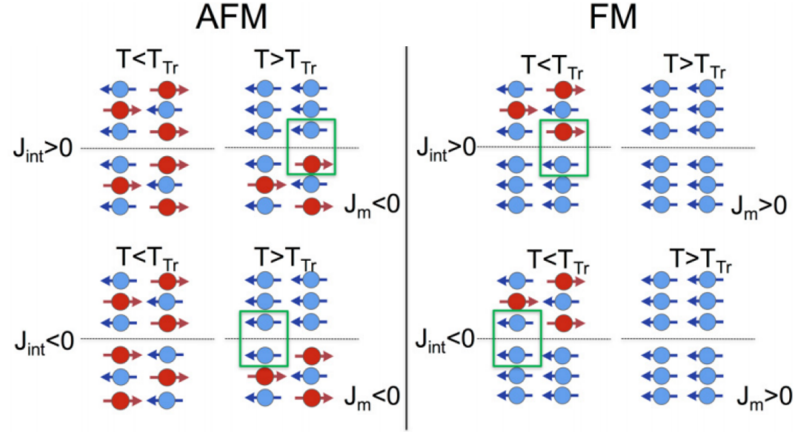 AFM
FM
T<T_Tr
T>T_Tr
T<T_Tr
T>T_Tr
J_int>0
J_m<0
J_int>0
J_m>0
T<T_Tr
T>T_Tr
T<T_Tr
T>T_Tr
J_int<0
J_m<0
J_int<0
J_m>0